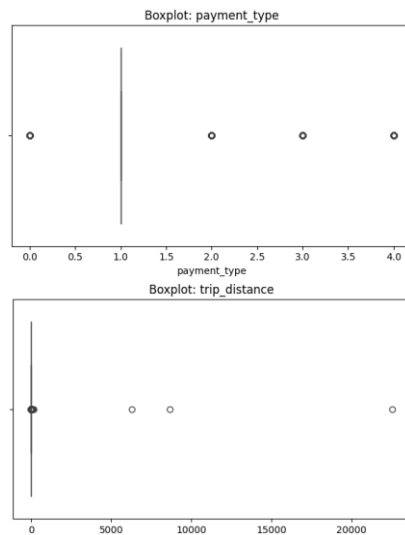 Boxplot: payment_type
0.0 0.5 1.0 1.5 2.0 2.5 3.0 3.5 4.0
payment_type
Boxplot: trip_distance
0 5000 10000 15000 20000